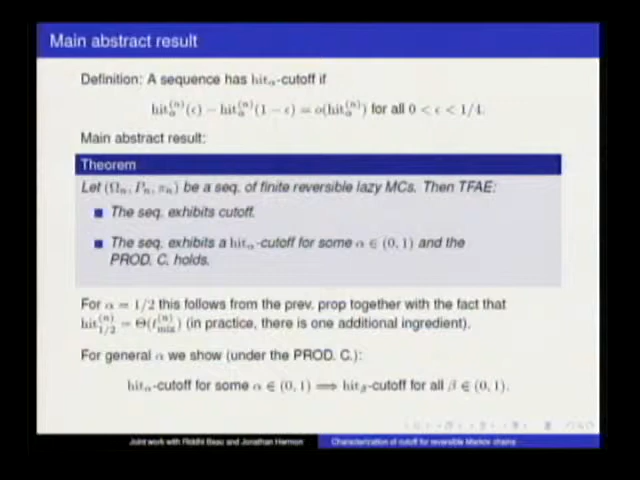 Main abstract result
Definition: A sequence has hit_α-cutoff if
hit_α^(n)(ϵ) − hit_α^(n)(1 − ϵ) = o(hit_α^(n)) for all 0 < ϵ < 1/4.
Main abstract result:
Theorem
Let (Ω_n, P_n, π_n) be a seq. of finite reversible lazy MCs. Then TFAE:
The seq. exhibits cutoff.
The seq. exhibits a hit_α-cutoff for some α ∈ (0, 1) and the
PROD. C. holds.
For α = 1/2 this follows from the prev. prop together with the fact that
hit_1/2^(n) = Θ(t_mix^(n)) (in practice, there is one additional ingredient).
For general α we show (under the PROD. C.):
hit_α-cutoff for some α ∈ (0, 1) ⟹ hit_β-cutoff for all β ∈ (0, 1).
Joint work with Riddhi Basu and Jonathan Hermon
Characterization of cutoff for reversible Markov chains